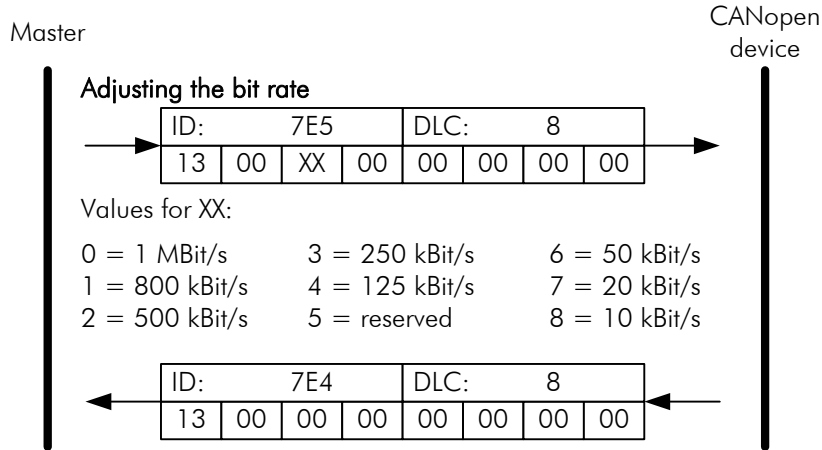 Master
CANopen
device
Adjusting the bit rate
ID: 7E5 DLC: 8
13 00 XX 00 00 00 00 00
Values for XX:
0 = 1 MBit/s 3 = 250 kBit/s 6 = 50 kBit/s
1 = 800 kBit/s 4 = 125 kBit/s 7 = 20 kBit/s
2 = 500 kBit/s 5 = reserved 8 = 10 kBit/s
ID: 7E4 DLC: 8
13 00 00 00 00 00 00 00